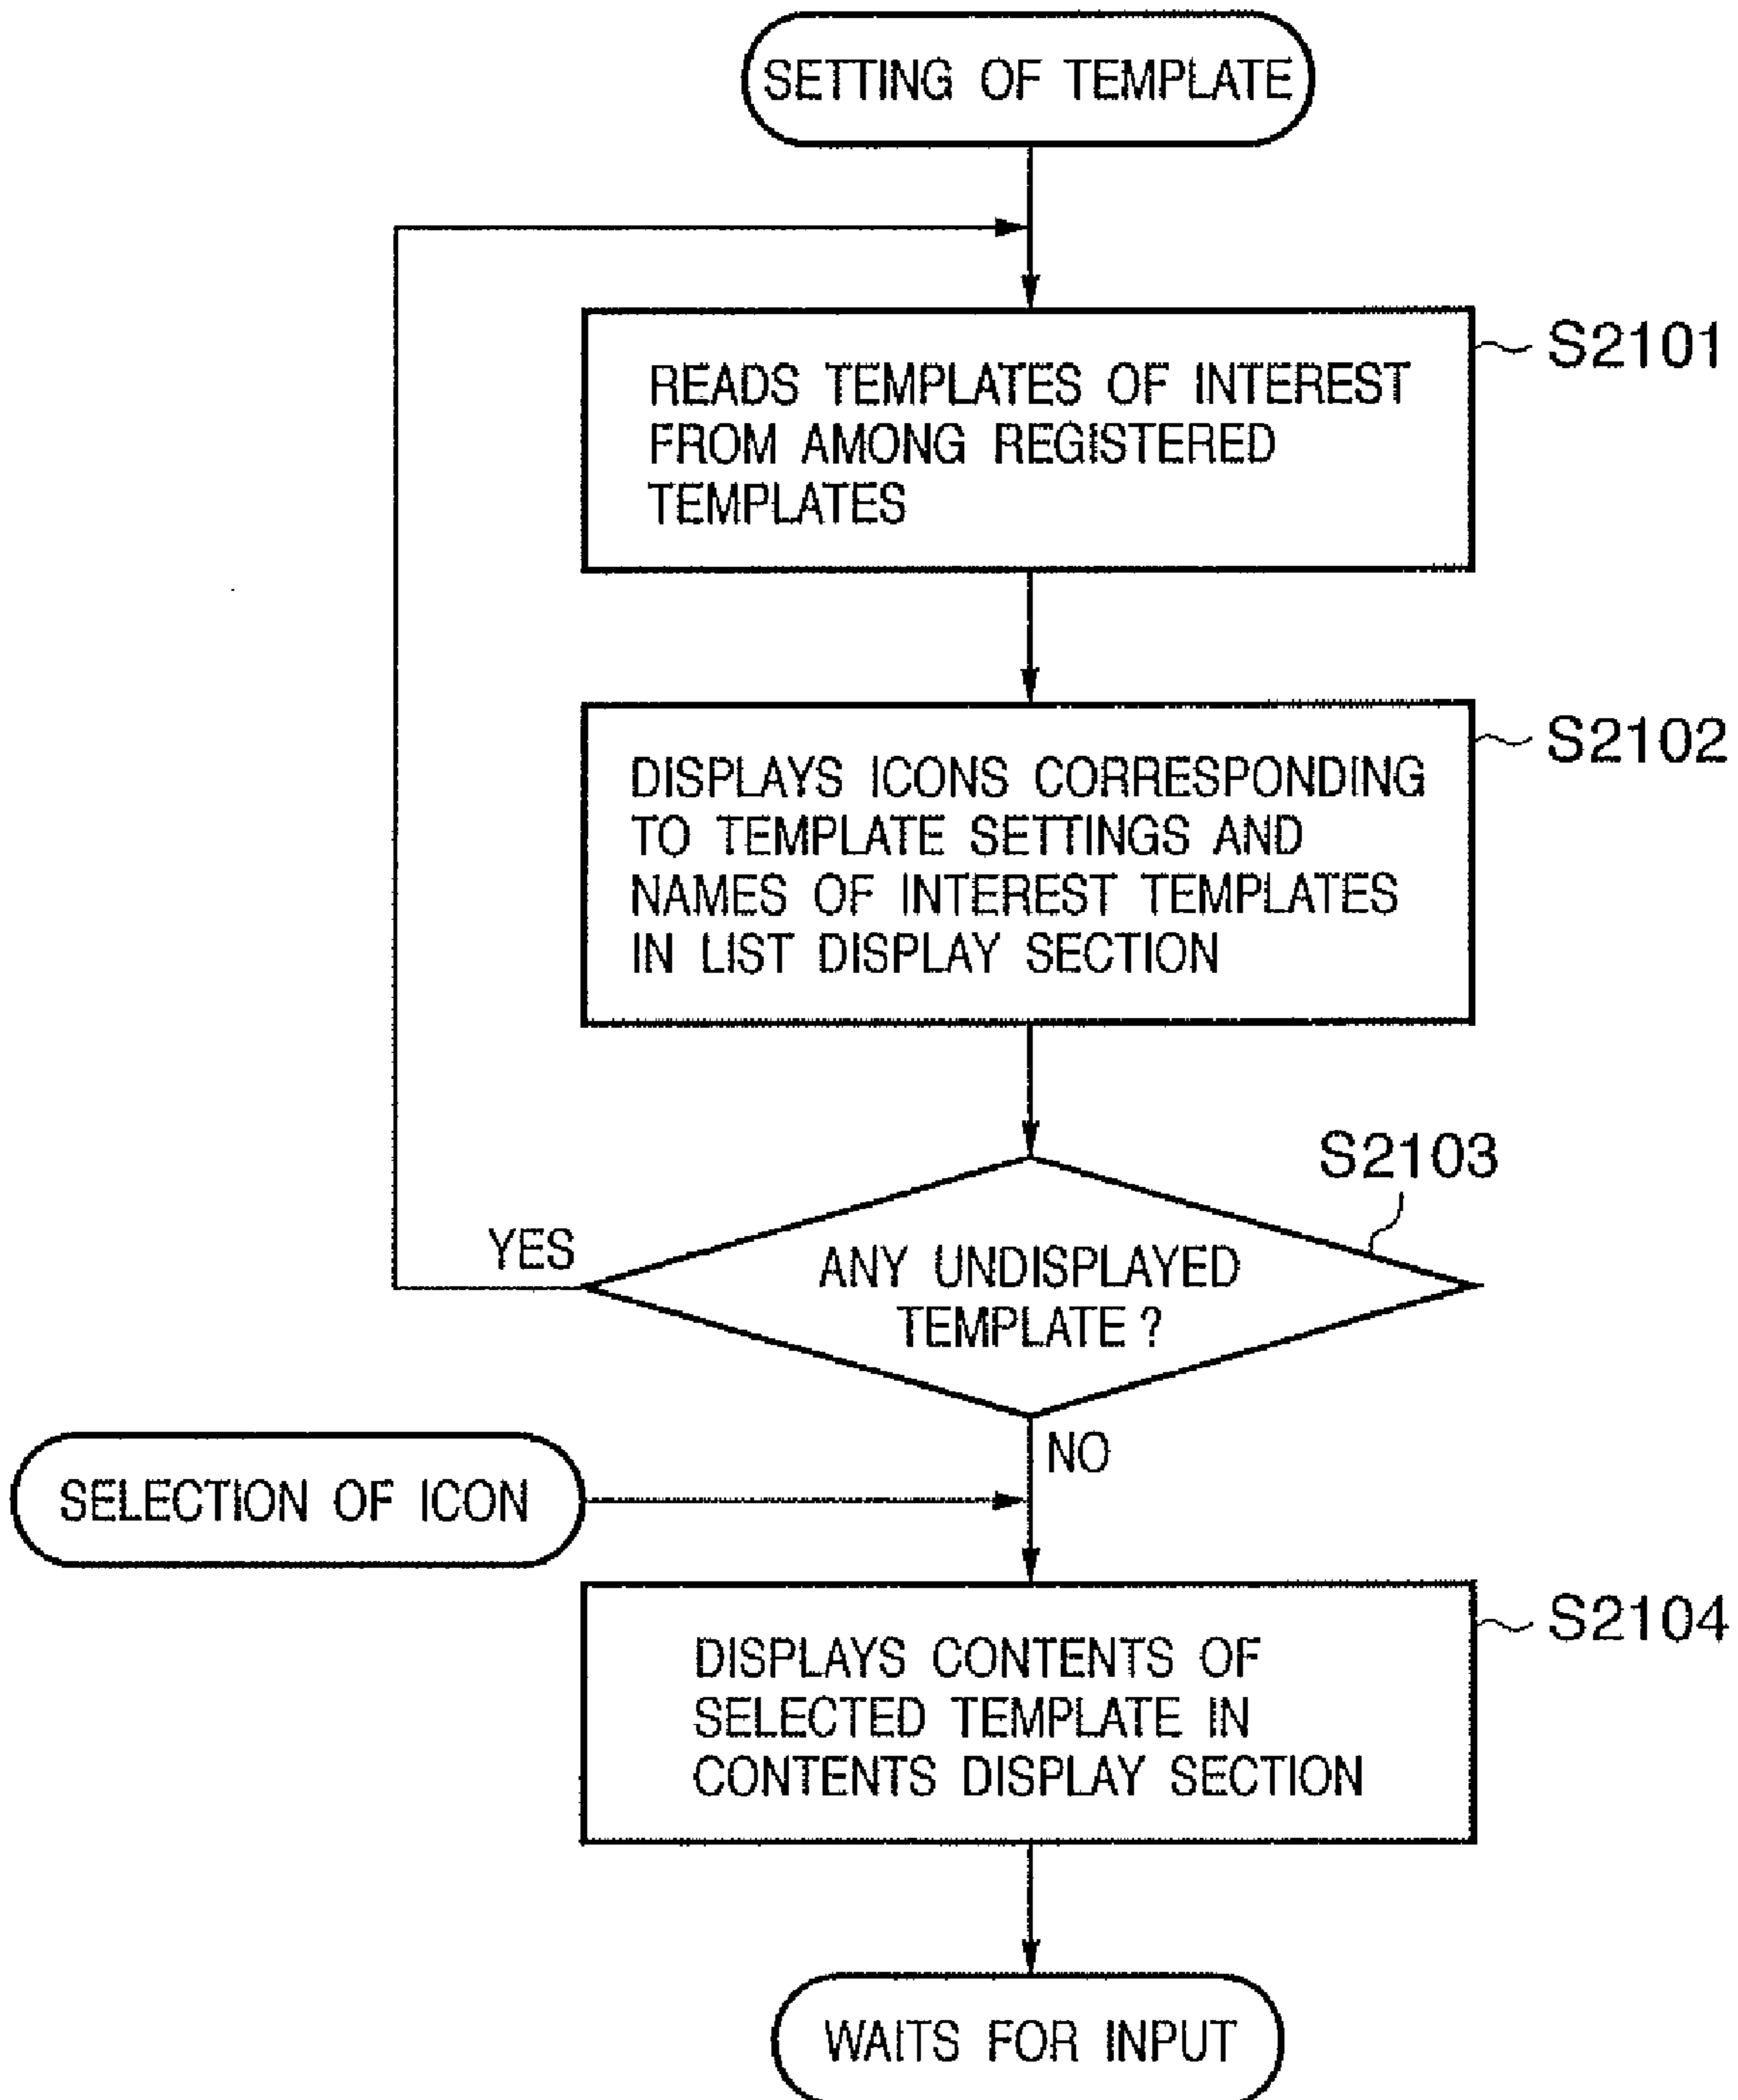 SETTING OF TEMPLATE
S2101
READS TEMPLATES OF INTEREST
FROM AMONG REGISTERED
TEMPLATES
S2102
DISPLAYS ICONS CORRESPONDING
TO TEMPLATE SETTINGS AND
NAMES OF INTEREST TEMPLATES
IN LIST DISPLAY SECTION
S2103
YES
ANY UNDISPLAYED
TEMPLATE ?
NO
SELECTION OF ICON
S2104
DISPLAYS CONTENTS OF
SELECTED TEMPLATE IN
CONTENTS DISPLAY SECTION
WAITS FOR INPUT